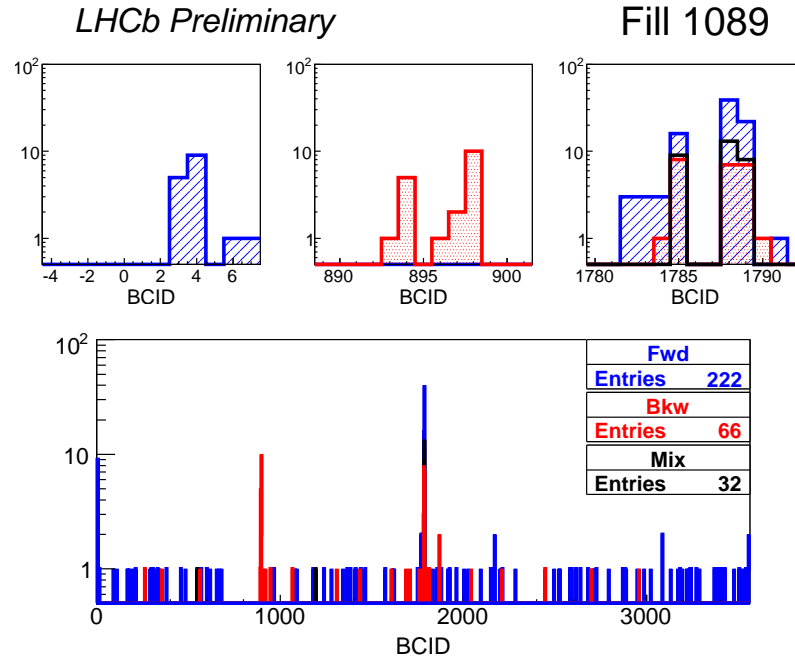 LHCb Preliminary Fill 1089
10² 10² 10²
10 10 10
1 1 1
-4 -2 0 2 4 6 890 895 900 1780 1785 1790
BCID BCID BCID
10²
10
1
0 1000 2000 3000
BCID
Fwd
Entries 222
Bkw
Entries 66
Mix
Entries 32